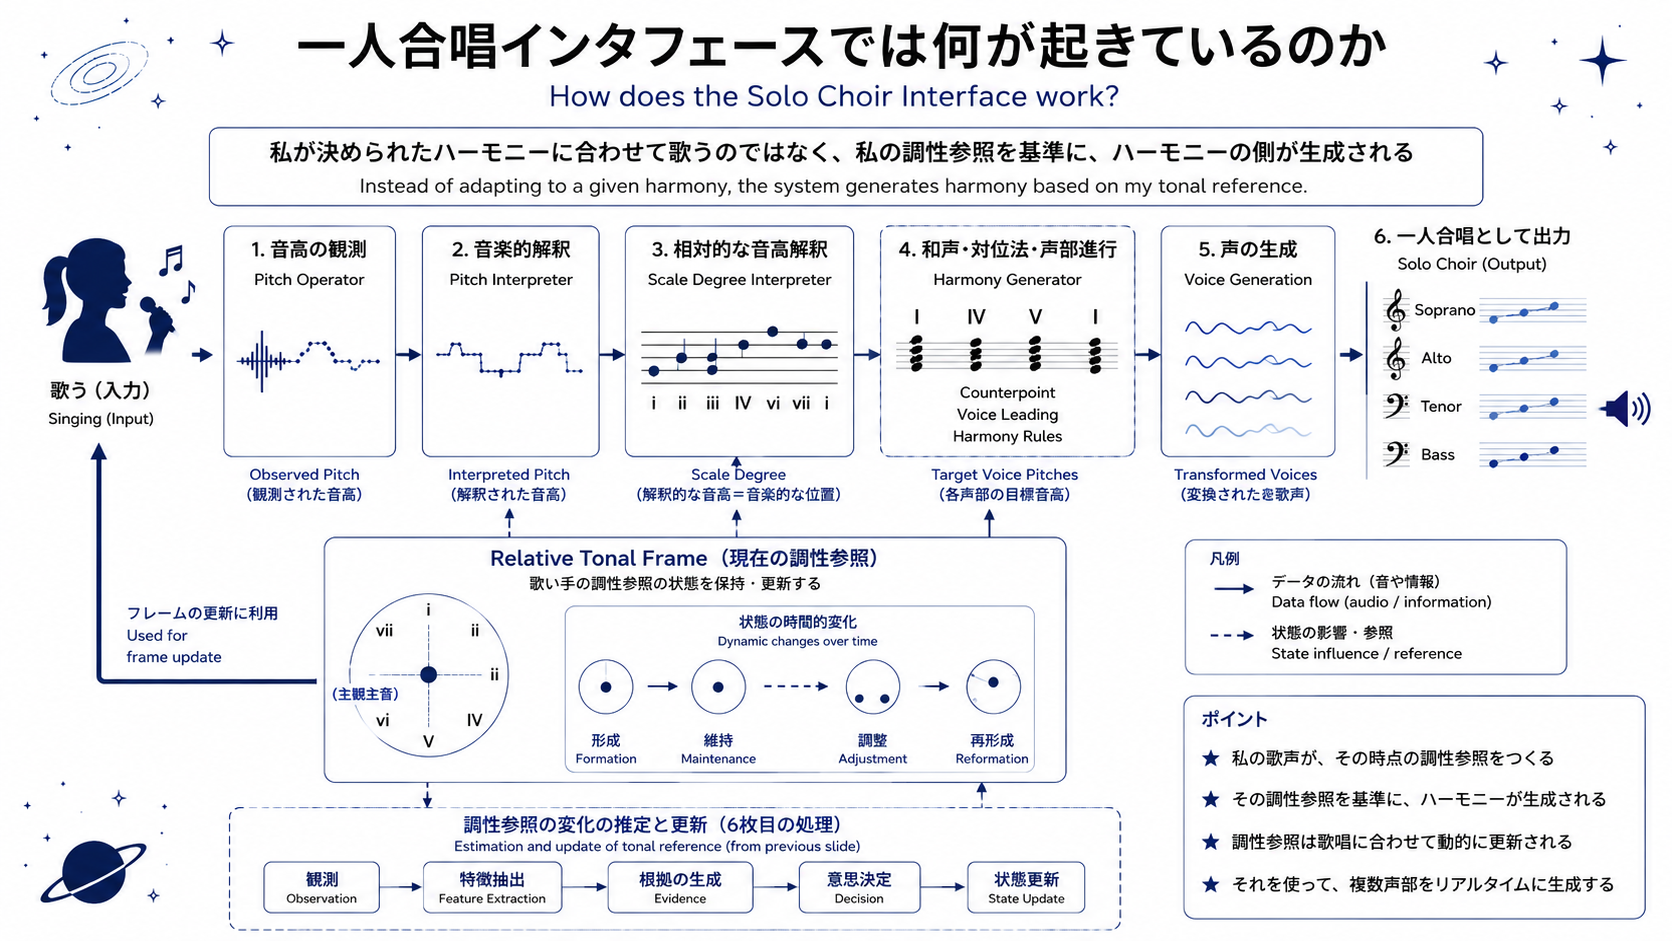 一人合唱インタフェースでは何が起きているのか
How does the Solo Choir Interface work?
私が決められたハーモニーに合わせて歌うのではなく、私の調性参照を基準に、ハーモニーの側が生成される
Instead of adapting to a given harmony, the system generates harmony based on my tonal reference.
歌う（入力）
Singing (Input)
1. 音高の観測
Pitch Operator
Observed Pitch
（観測された音高）
2. 音楽的解釈
Pitch Interpreter
Interpreted Pitch
（解釈された音高）
3. 相対的な音高解釈
Scale Degree Interpreter
i ii iii IV vi vii i
Scale Degree
（解釈的な音高＝音楽的な位置）
4. 和声・対位法・声部進行
Harmony Generator
I IV V I
Counterpoint
Voice Leading
Harmony Rules
Target Voice Pitches
（各声部の目標音高）
5. 声の生成
Voice Generation
Transformed Voices
（変換された歌声）
6. 一人合唱として出力
Solo Choir (Output)
Soprano
Alto
Tenor
Bass
フレームの更新に利用
Used for
frame update
Relative Tonal Frame（現在の調性参照）
歌い手の調性参照の状態を保持・更新する
i
vii ii
ii
（主観主音）
vi IV
V
状態の時間的変化
Dynamic changes over time
形成 維持 調整 再形成
Formation Maintenance Adjustment Reformation
凡例
データの流れ（音や情報）
Data flow (audio / information)
状態の影響・参照
State influence / reference
調性参照の変化の推定と更新（6枚目の処理）
Estimation and update of tonal reference (from previous slide)
観測 特徴抽出 根拠の生成 意思決定 状態更新
Observation Feature Extraction Evidence Decision State Update
ポイント
★ 私の歌声が、その時点の調性参照をつくる
★ その調性参照を基準に、ハーモニーが生成される
★ 調性参照は歌唱に合わせて動的に更新される
★ それを使って、複数声部をリアルタイムに生成する